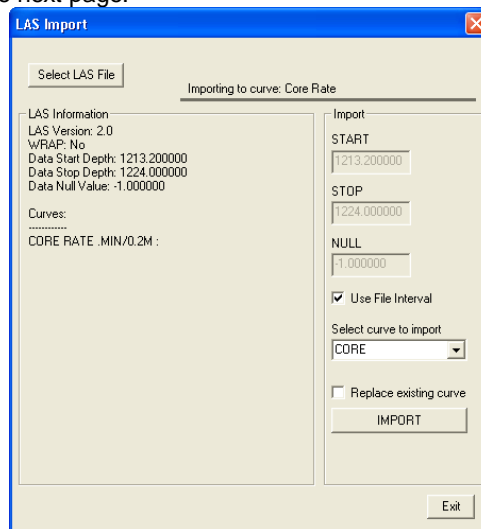 next page.
LAS Import
Select LAS File
Importing to curve: Core Rate
LAS Information
LAS Version: 2.0
WRAP: No
Data Start Depth: 1213.200000
Data Stop Depth: 1224.000000
Data Null Value: -1.000000
Curves:
------------
CORE RATE .MIN/0.2M :
Import
START
1213.200000
STOP
1224.000000
NULL
-1.000000
Use File Interval
Select curve to import
CORE
Replace existing curve
IMPORT
Exit